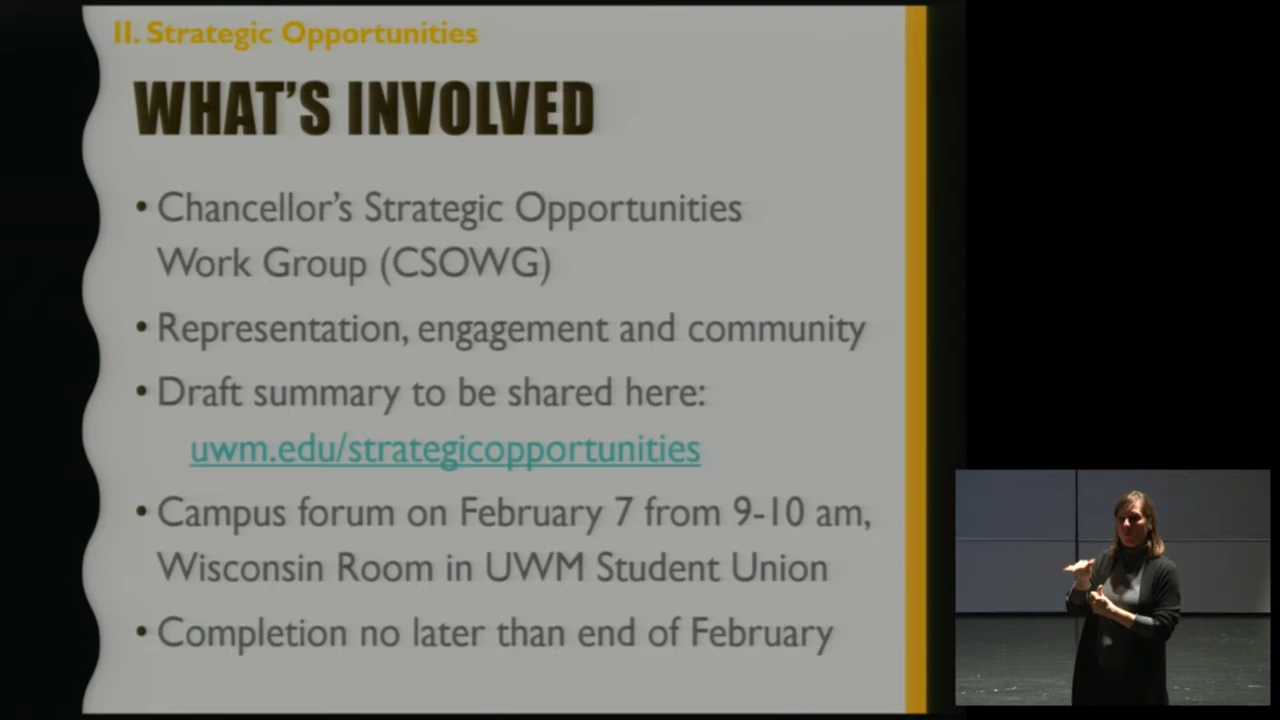 II. Strategic Opportunities
WHAT'S INVOLVED
• Chancellor's Strategic Opportunities
Work Group (CSOWG)
• Representation, engagement and community
• Draft summary to be shared here:
uwm.edu/strategicopportunities
• Campus forum on February 7 from 9-10 am,
Wisconsin Room in UWM Student Union
• Completion no later than end of February